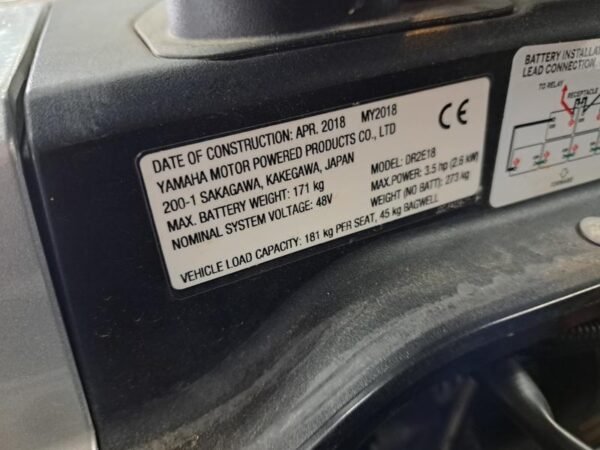 DATE OF CONSTRUCTION: APR. 2018 MY2018
YAMAHA MOTOR POWERED PRODUCTS CO., LTD
200-1 SAKAGAWA, KAKEGAWA, JAPAN
MAX. BATTERY WEIGHT: 171 kg
NOMINAL SYSTEM VOLTAGE: 48V
CE
MODEL: DR2E18
MAX.POWER: 3.5 hp (2.6 kW)
WEIGHT (NO BATT): 273 kg
VEHICLE LOAD CAPACITY: 181 kg PER SEAT, 45 kg BAGWELL
BATTERY
LEAD CONNECTION
TO RELAY
RECEPTACLE